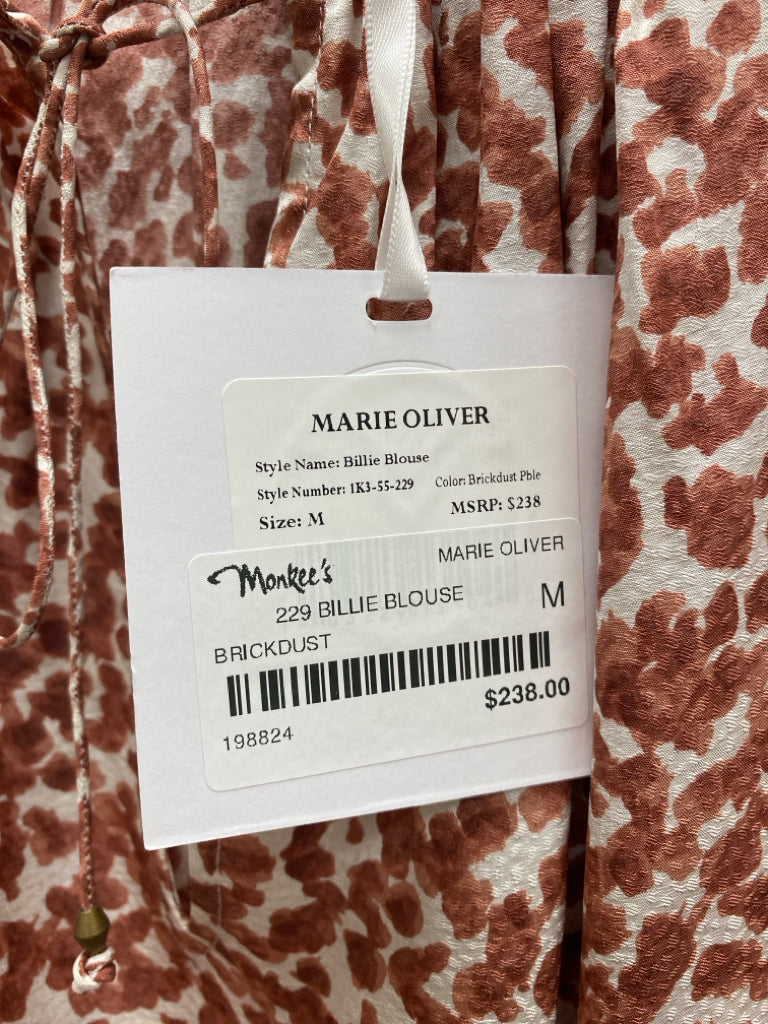 MARIE OLIVER
Style Name: Billie Blouse
Style Number: 1K3-55-229 Color: Brickdust Pble
Size: M MSRP: $238
Monkee's MARIE OLIVER
229 BILLIE BLOUSE M
BRICKDUST
$238.00
198824